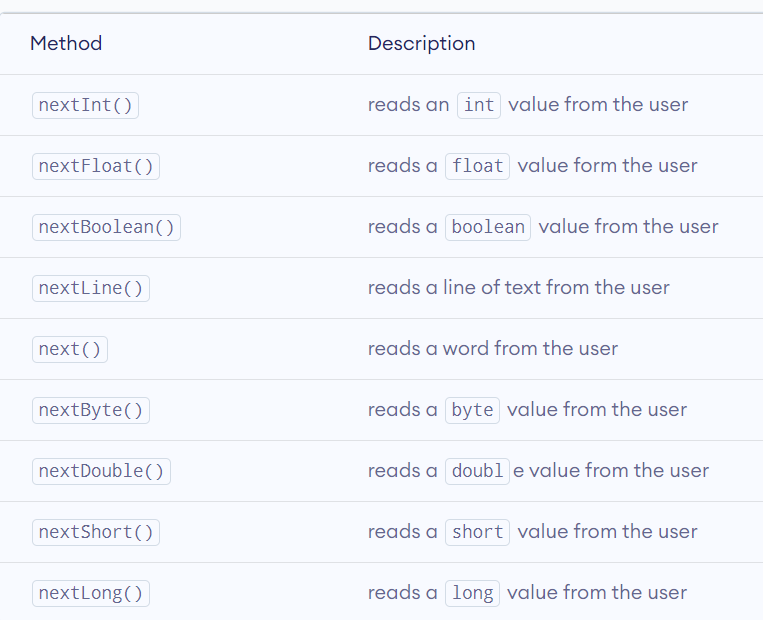 Method Description
nextInt() reads an int value from the user
nextFloat() reads a float value form the user
nextBoolean() reads a boolean value from the user
nextLine() reads a line of text from the user
next() reads a word from the user
nextByte() reads a byte value from the user
nextDouble() reads a doubl e value from the user
nextShort() reads a short value from the user
nextLong() reads a long value from the user